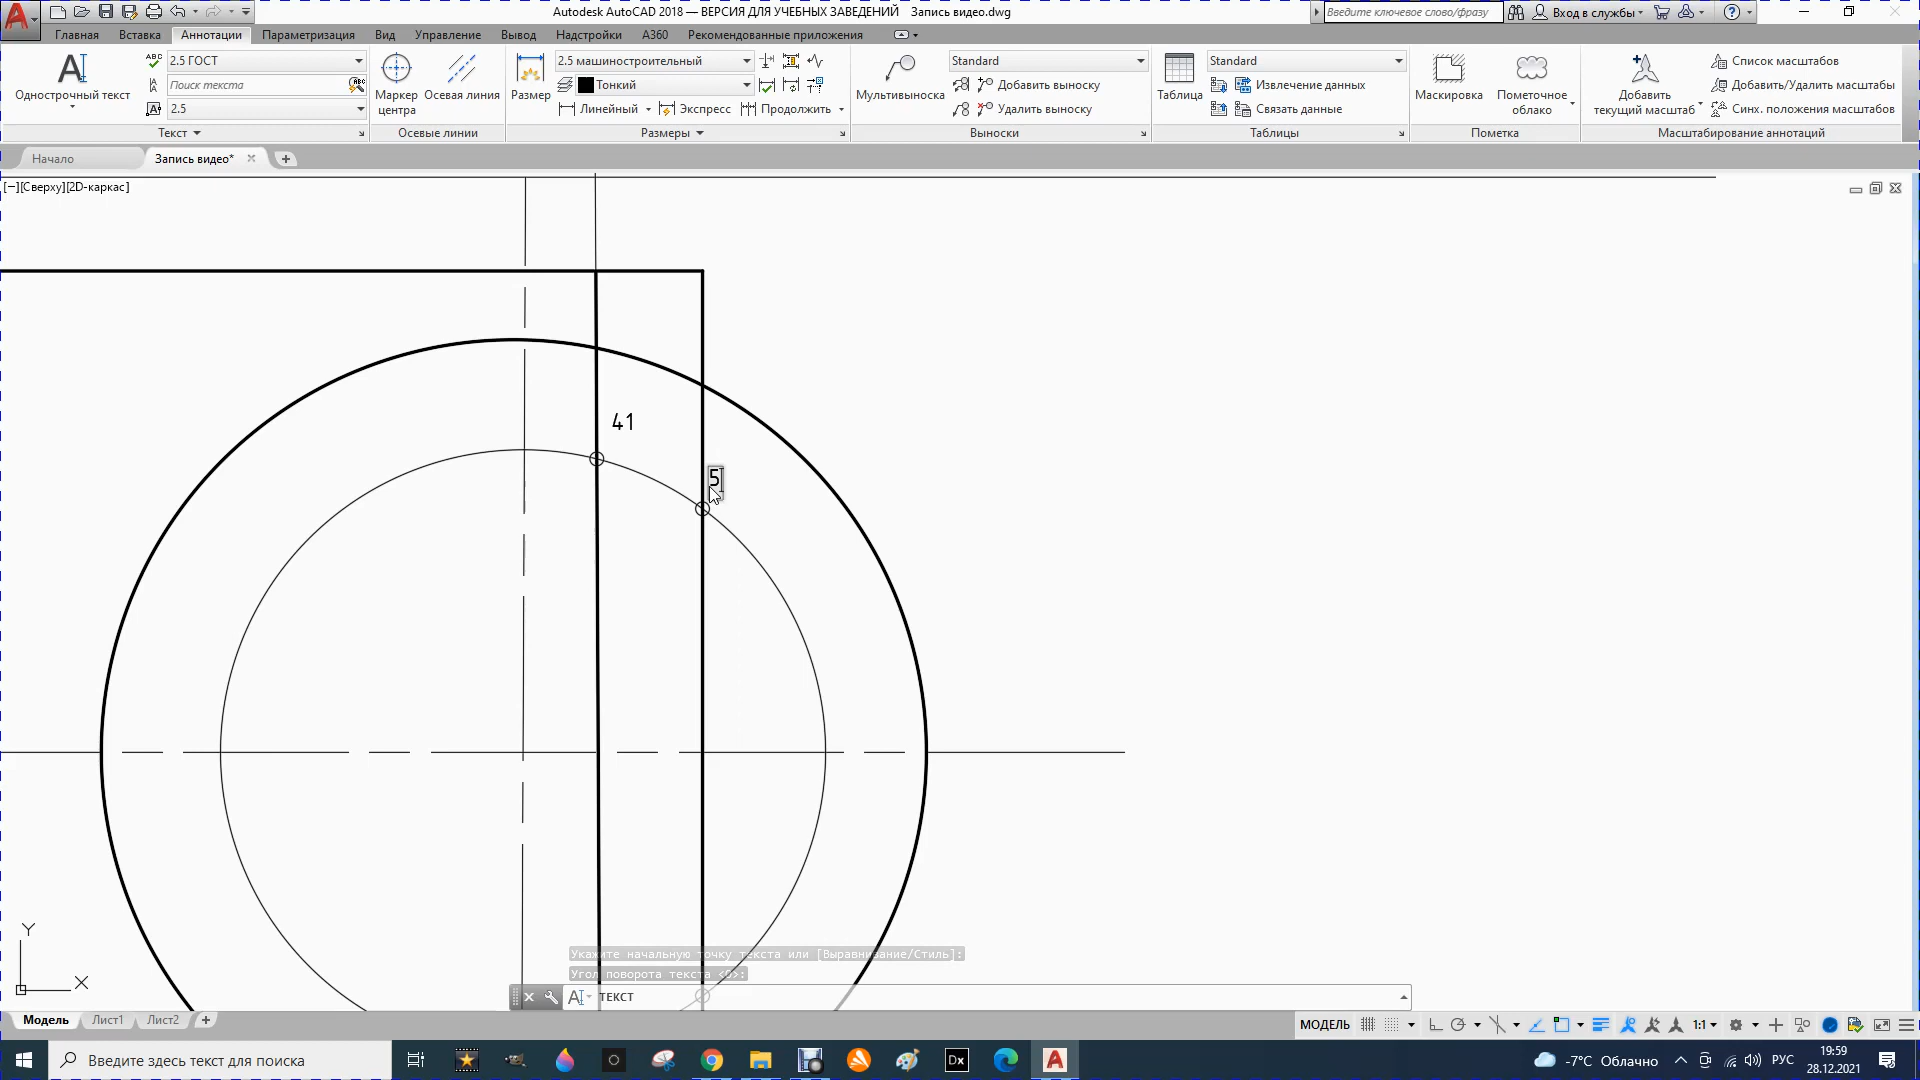 Autodesk AutoCAD 2018 — ВЕРСИЯ ДЛЯ УЧЕБНЫХ ЗАВЕДЕНИЙ Запись видео.dwg
Введите ключевое слово/фразу
Вход в службы
Главная Вставка Аннотации Параметризация Вид Управление Вывод Надстройки A360 Рекомендованные приложения
Однострочный текст
2.5 ГОСТ
Поиск текста
2.5
Текст
Маркер центра
Осевая линия
Осевые линии
Размер
2.5 машиностроительный
Тонкий
Линейный Экспресс Продолжить
Размеры
Мультивыноска
Standard
Добавить выноску
Удалить выноску
Выноски
Таблица
Standard
Извлечение данных
Связать данные
Таблицы
Маскировка
Пометочное облако
Пометка
Добавить текущий масштаб
Список масштабов
Добавить/Удалить масштабы
Синх. положения масштабов
Масштабирование аннотаций
Начало Запись видео*
[−][Сверху][2D-каркас]
41
5
Y
X
Укажите начальную точку текста или [Выравнивание/Стиль]:
Угол поворота текста <0>:
ТЕКСТ
Модель Лист1 Лист2
МОДЕЛЬ 1:1
Введите здесь текст для поиска
Dx
-7°C Облачно
РУС
19:59
28.12.2021